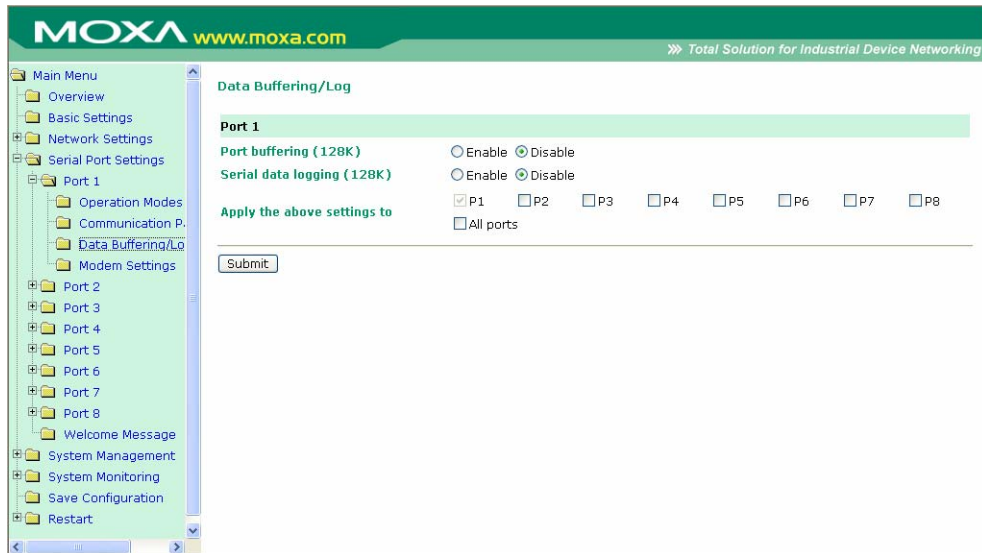 MOXA www.moxa.com
Total Solution for Industrial Device Networking
Main Menu
Overview
Basic Settings
Network Settings
Serial Port Settings
Port 1
Operation Modes
Communication P
Data Buffering/Lo
Modem Settings
Port 2
Port 3
Port 4
Port 5
Port 6
Port 7
Port 8
Welcome Message
System Management
System Monitoring
Save Configuration
Restart
Data Buffering/Log
Port 1
Port buffering (128K) Enable Disable
Serial data logging (128K) Enable Disable
Apply the above settings to P1 P2 P3 P4 P5 P6 P7 P8
All ports
Submit